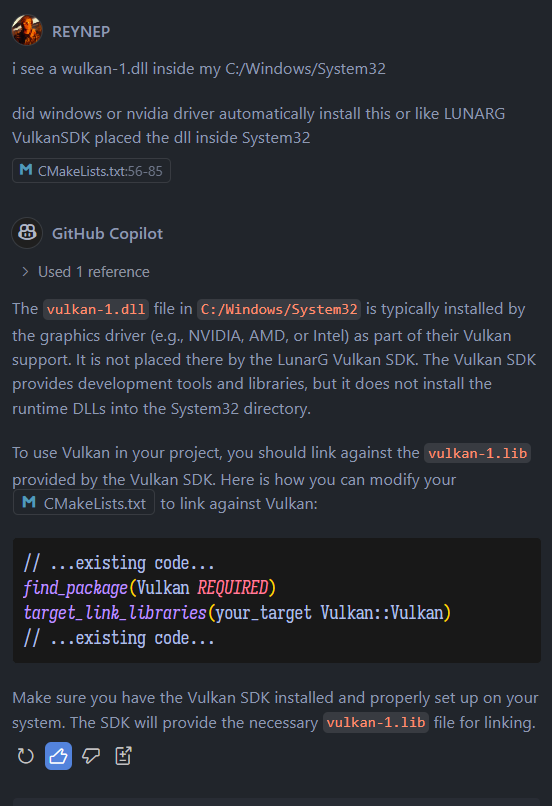 REYNEP
i see a wulkan-1.dll inside my C:/Windows/System32
did windows or nvidia driver automatically install this or like LUNARG
VulkanSDK placed the dll inside System32
CMakeLists.txt:56-85
GitHub Copilot
Used 1 reference
The vulkan-1.dll file in C:/Windows/System32 is typically installed by
the graphics driver (e.g., NVIDIA, AMD, or Intel) as part of their Vulkan
support. It is not placed there by the LunarG Vulkan SDK. The Vulkan SDK
provides development tools and libraries, but it does not install the
runtime DLLs into the System32 directory.
To use Vulkan in your project, you should link against the vulkan-1.lib
provided by the Vulkan SDK. Here is how you can modify your
CMakeLists.txt to link against Vulkan:
// ...existing code...
find_package(Vulkan REQUIRED)
target_link_libraries(your_target Vulkan::Vulkan)
// ...existing code...
Make sure you have the Vulkan SDK installed and properly set up on your
system. The SDK will provide the necessary vulkan-1.lib file for linking.